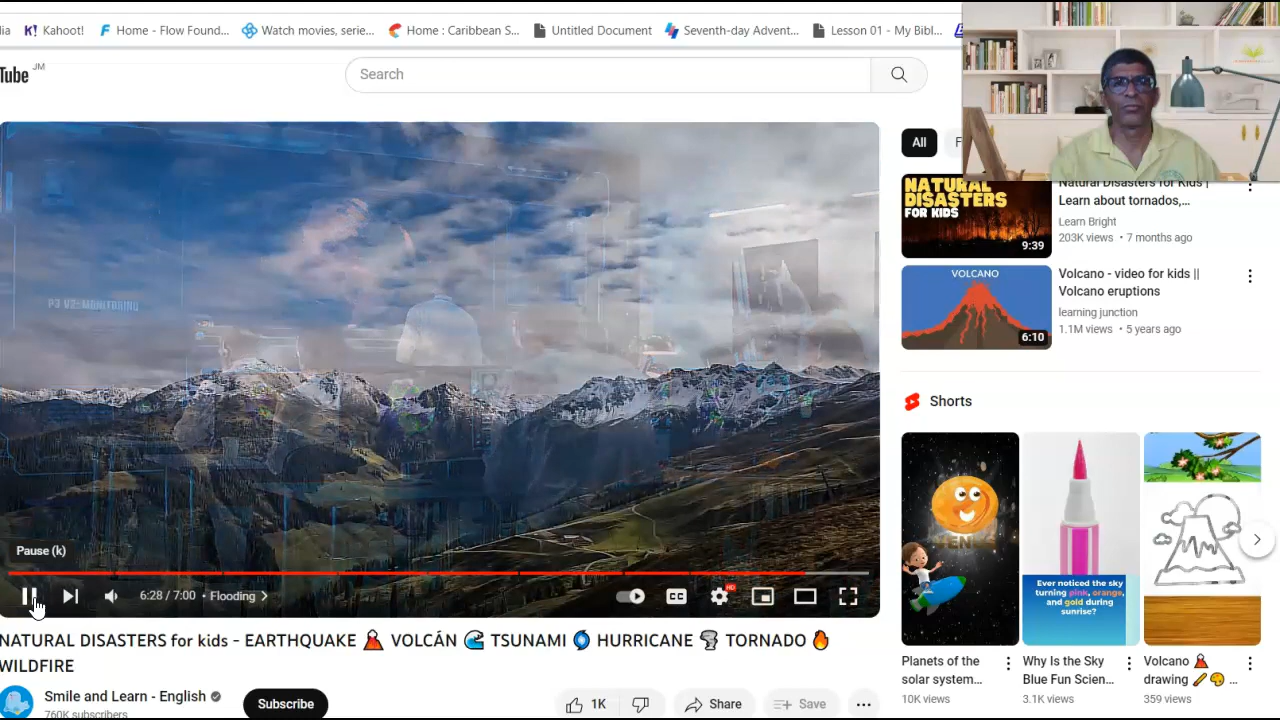 ia
Kahoot!
Home - Flow Found...
Watch movies, serie...
Home : Caribbean S...
Untitled Document
Seventh-day Advent...
Lesson 01 - My Bibl...
Tube JM
Search
All
F
P3 V2: MONITORING
NATURAL
DISASTERS
FOR KIDS
9:39
Natural Disasters for Kids |
Learn about tornados,...
Learn Bright
203K views • 7 months ago
VOLCANO
6:10
Volcano - video for kids ||
Volcano eruptions
learning junction
1.1M views • 5 years ago
Shorts
Pause (k)
6:28 / 7:00 • Flooding
CC
HD
NATURAL DISASTERS for kids - EARTHQUAKE 🌋 VOLCÁN 🌊 TSUNAMI 🌀 HURRICANE 🌪 TORNADO 🔥
WILDFIRE
Smile and Learn - English
760K subscribers
Subscribe
1K
Share
Save
Ever noticed the sky
turning pink, orange,
and gold during
sunrise?
Planets of the
solar system...
10K views
Why Is the Sky
Blue Fun Scien...
3.1K views
Volcano 🌋
drawing ✏️ 🎨 ...
359 views